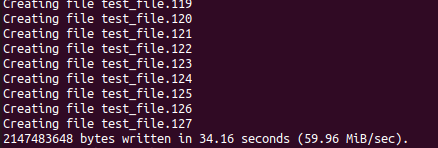 Creating file test_file.119
Creating file test_file.120
Creating file test_file.121
Creating file test_file.122
Creating file test_file.123
Creating file test_file.124
Creating file test_file.125
Creating file test_file.126
Creating file test_file.127
2147483648 bytes written in 34.16 seconds (59.96 MiB/sec).